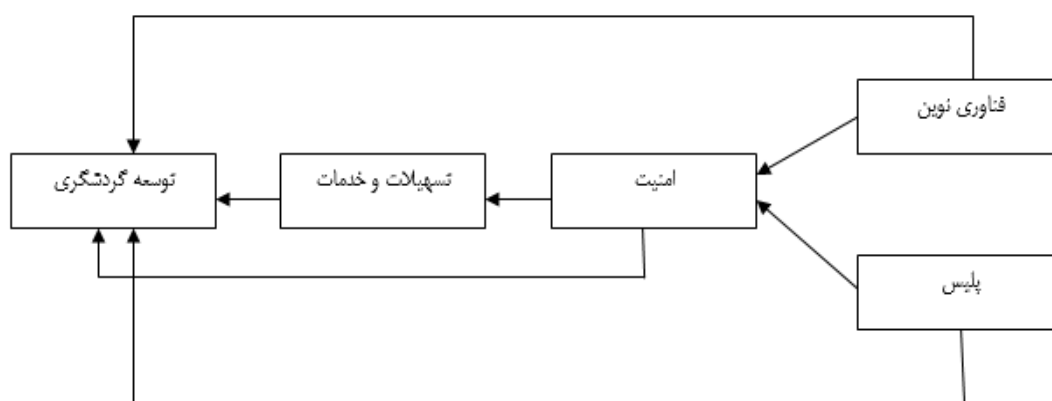 فناوری نوین
امنیت
تسهیلات و خدمات
توسعه گردشگری
پلیس